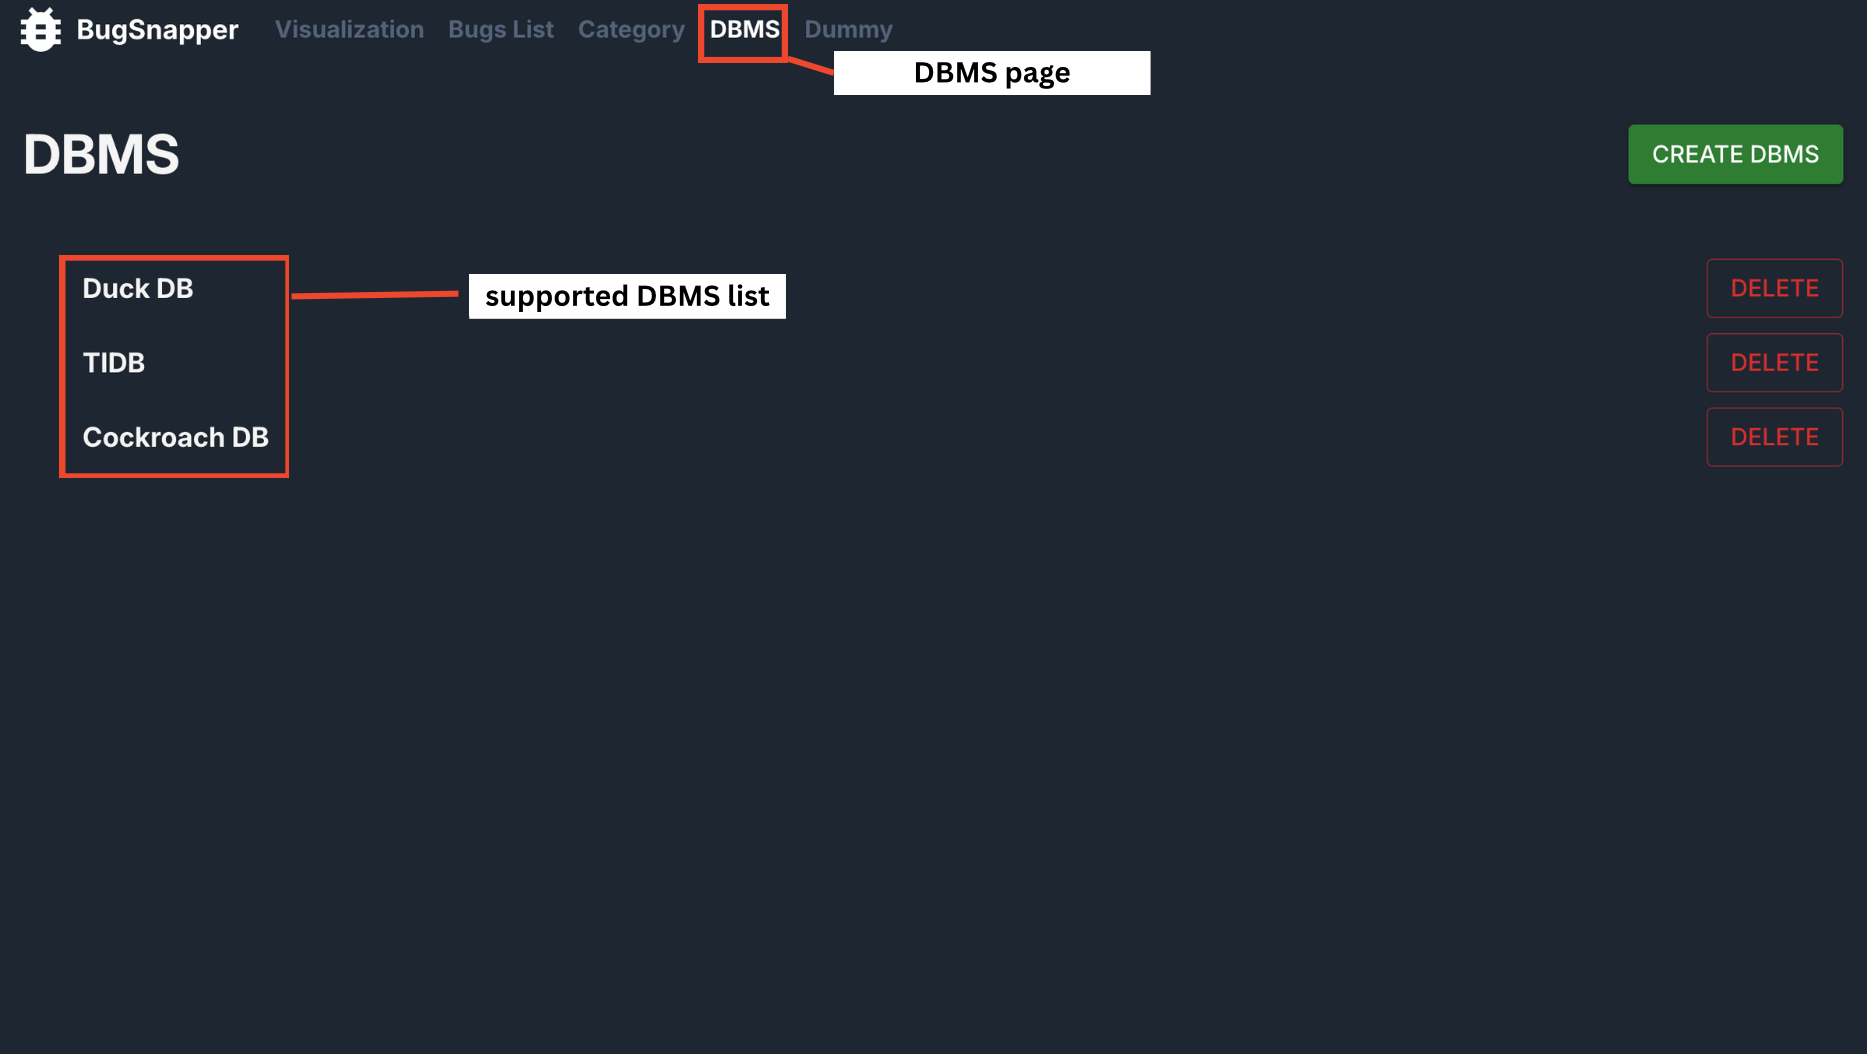 BugSnapper Visualization Bugs List Category DBMS Dummy
DBMS page
DBMS CREATE DBMS
Duck DB supported DBMS list DELETE
TIDB DELETE
Cockroach DB DELETE